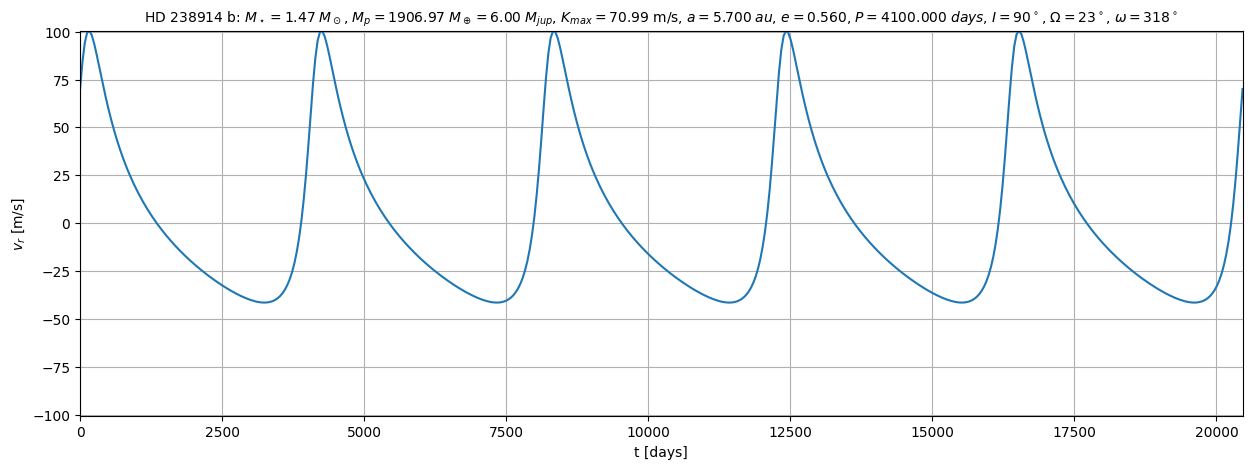 HD 238914 b: M⋆ = 1.47 M⊙, Mp = 1906.97 M⊕ = 6.00 Mjup, Kmax = 70.99 m/s, a = 5.700 au, e = 0.560, P = 4100.000 days, I = 90°, Ω = 23°, ω = 318°
100
75
50
25
0
−25
−50
−75
−100
vr [m/s]
0 2500 5000 7500 10000 12500 15000 17500 20000
t [days]